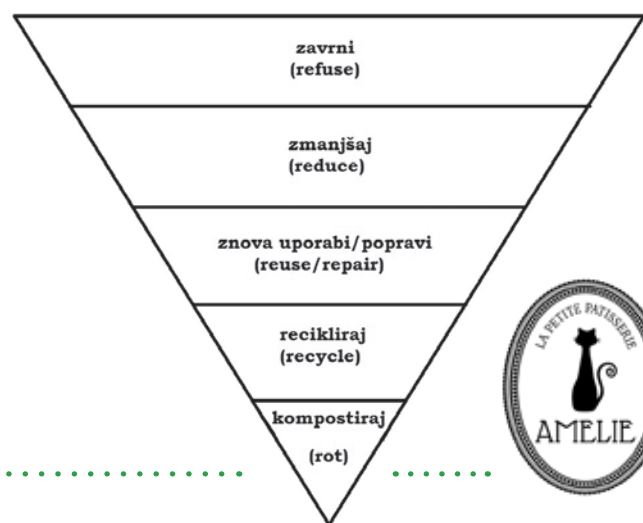 zavrni
(refuse)
zmanjšaj
(reduce)
znova uporabi/popravi
(reuse/repair)
recikliraj
(recycle)
kompostiraj
(rot)
LA PETITE PATISSERIE
AMELIE